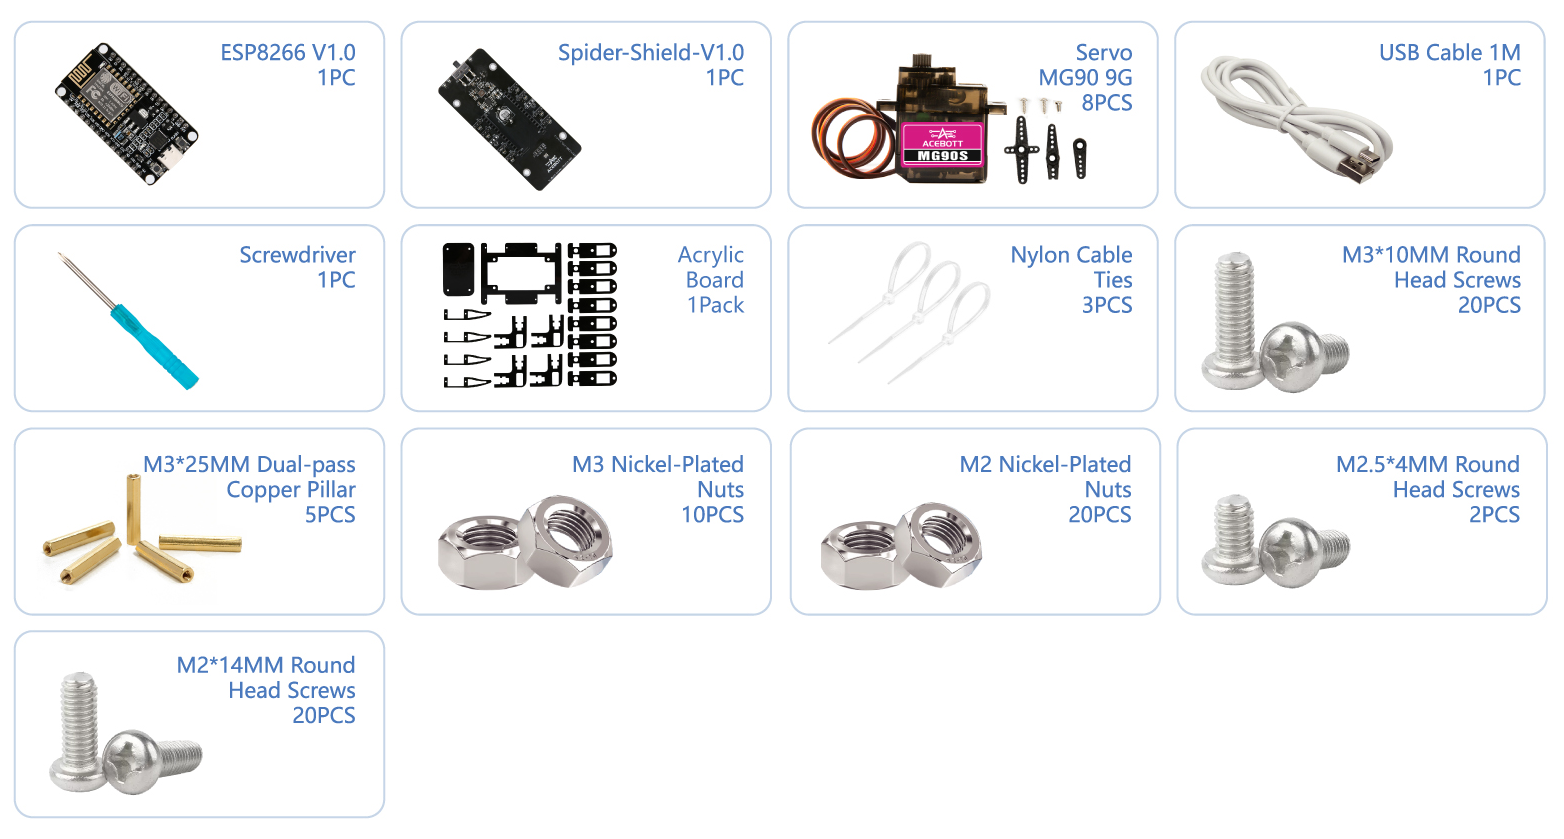 ESP8266 V1.0
1PC
Spider-Shield-V1.0
1PC
Servo
MG90 9G
8PCS
ACEBOTT
MG90S
USB Cable 1M
1PC
Screwdriver
1PC
Acrylic
Board
1Pack
Nylon Cable
Ties
3PCS
M3*10MM Round
Head Screws
20PCS
M3*25MM Dual-pass
Copper Pillar
5PCS
M3 Nickel-Plated
Nuts
10PCS
M2 Nickel-Plated
Nuts
20PCS
M2.5*4MM Round
Head Screws
2PCS
M2*14MM Round
Head Screws
20PCS